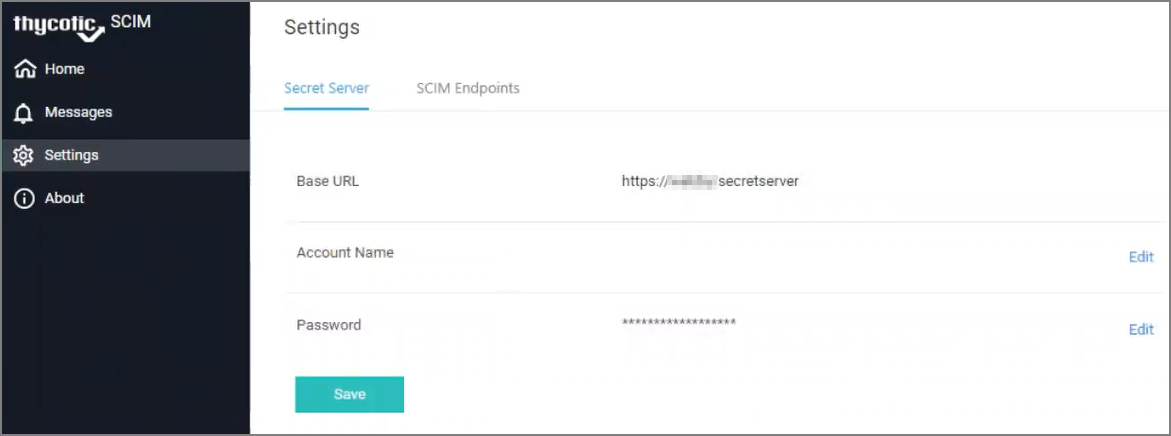 thycotic SCIM
Home
Messages
Settings
About
Settings
Secret Server SCIM Endpoints
Base URL https:// secretserver
Account Name Edit
Password ****************** Edit
Save